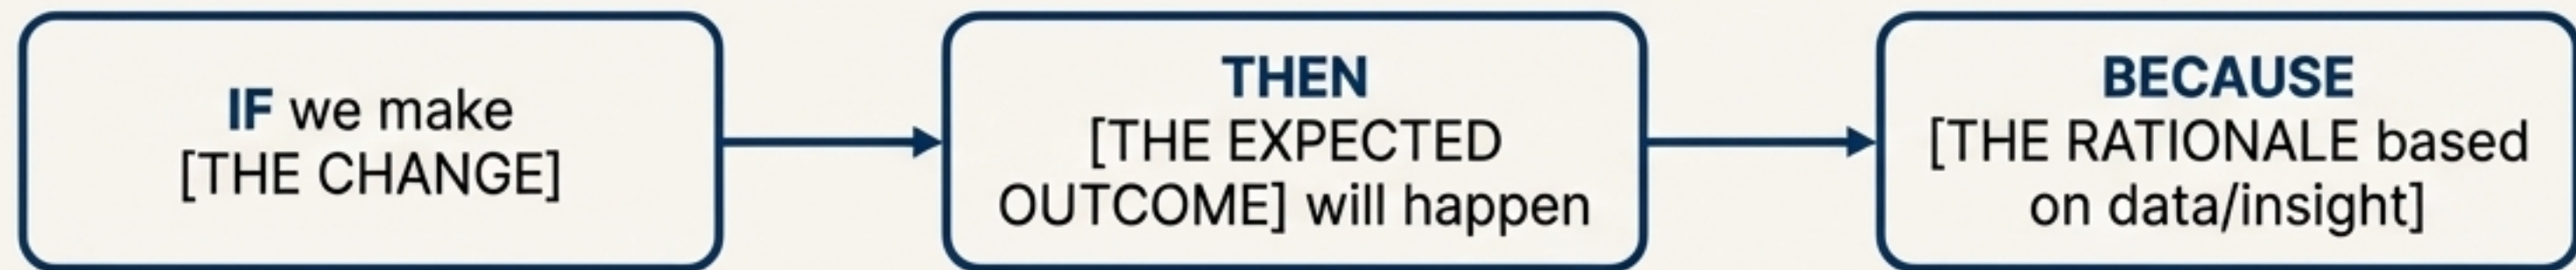 IF we make
[THE CHANGE]
THEN
[THE EXPECTED
OUTCOME] will happen
BECAUSE
[THE RATIONALE based
on data/insight]